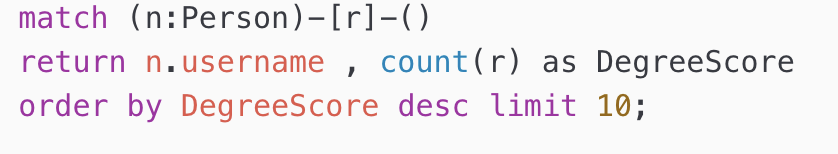 match (n:Person)-[r]-()
return n.username , count(r) as DegreeScore
order by DegreeScore desc limit 10;